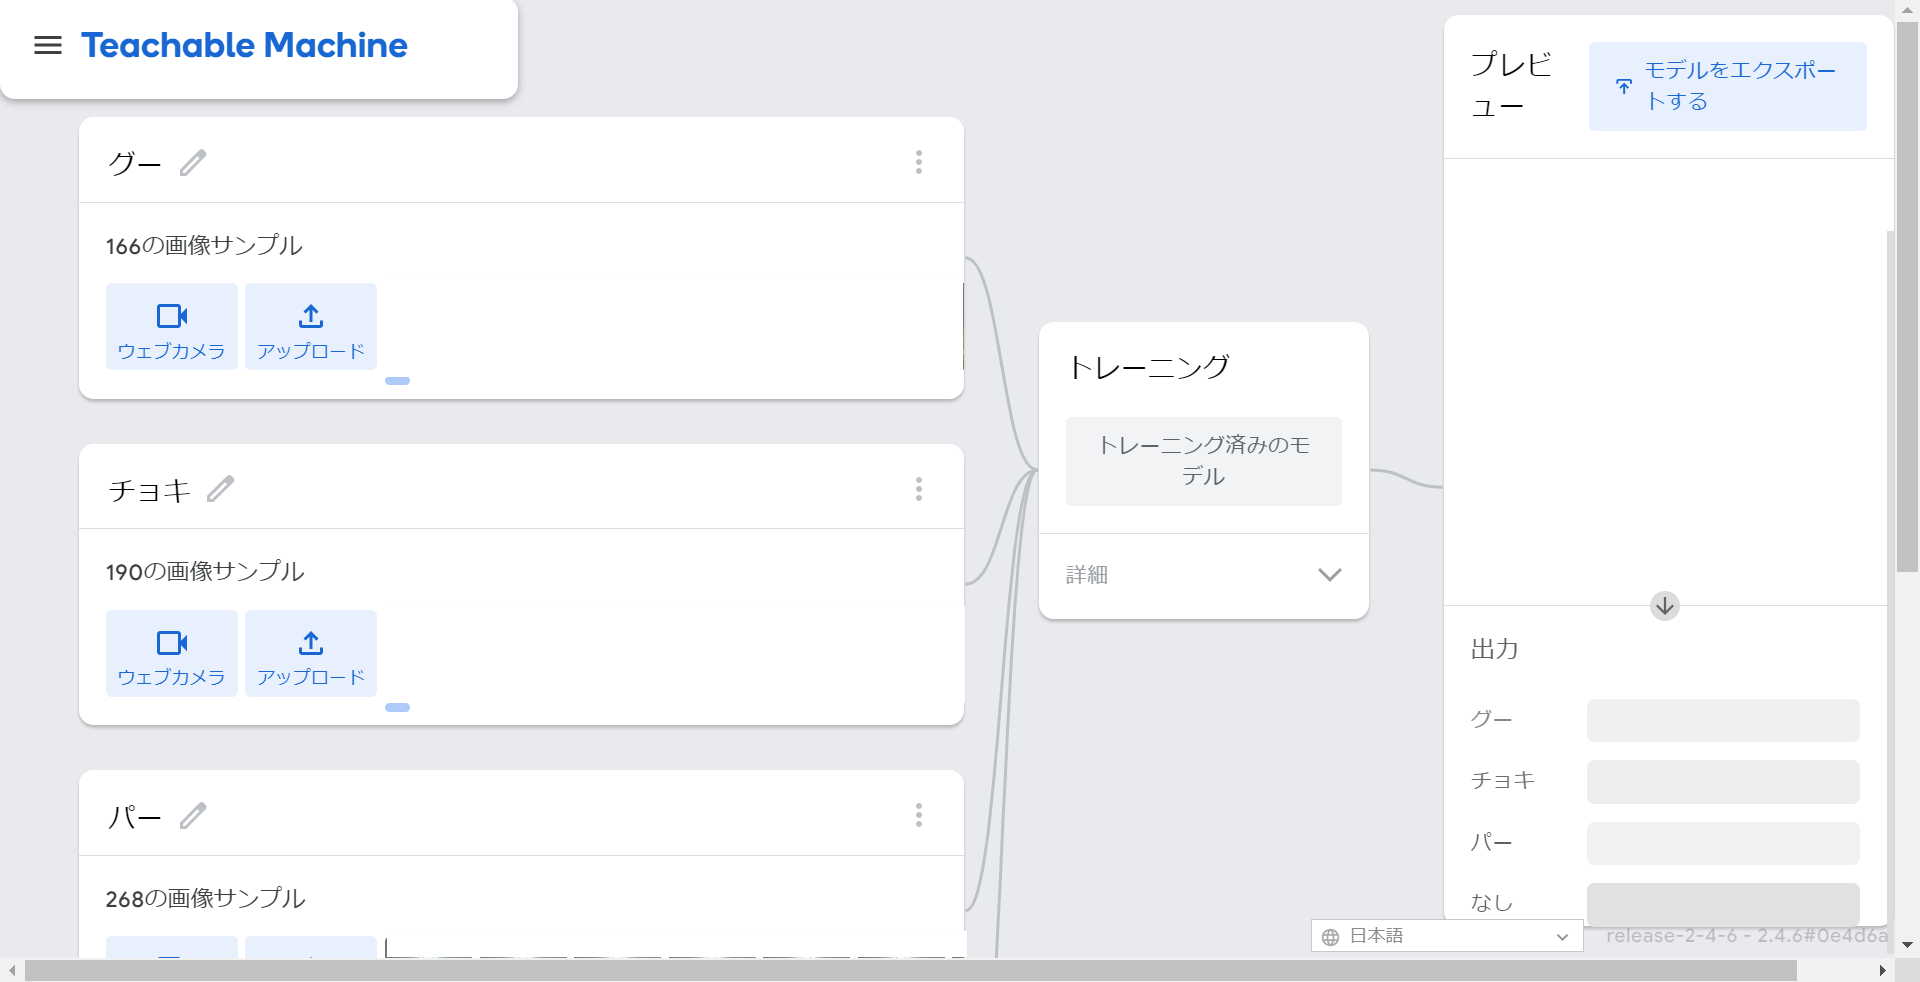 Teachable Machine
グー
166の画像サンプル
ウェブカメラ
アップロード
チョキ
190の画像サンプル
ウェブカメラ
アップロード
パー
268の画像サンプル
トレーニング
トレーニング済みのモ
デル
詳細
プレビ
ュー
モデルをエクスポー
トする
出力
グー
チョキ
パー
なし
日本語
release-2-4-6 - 2.4.6#0e4d6a